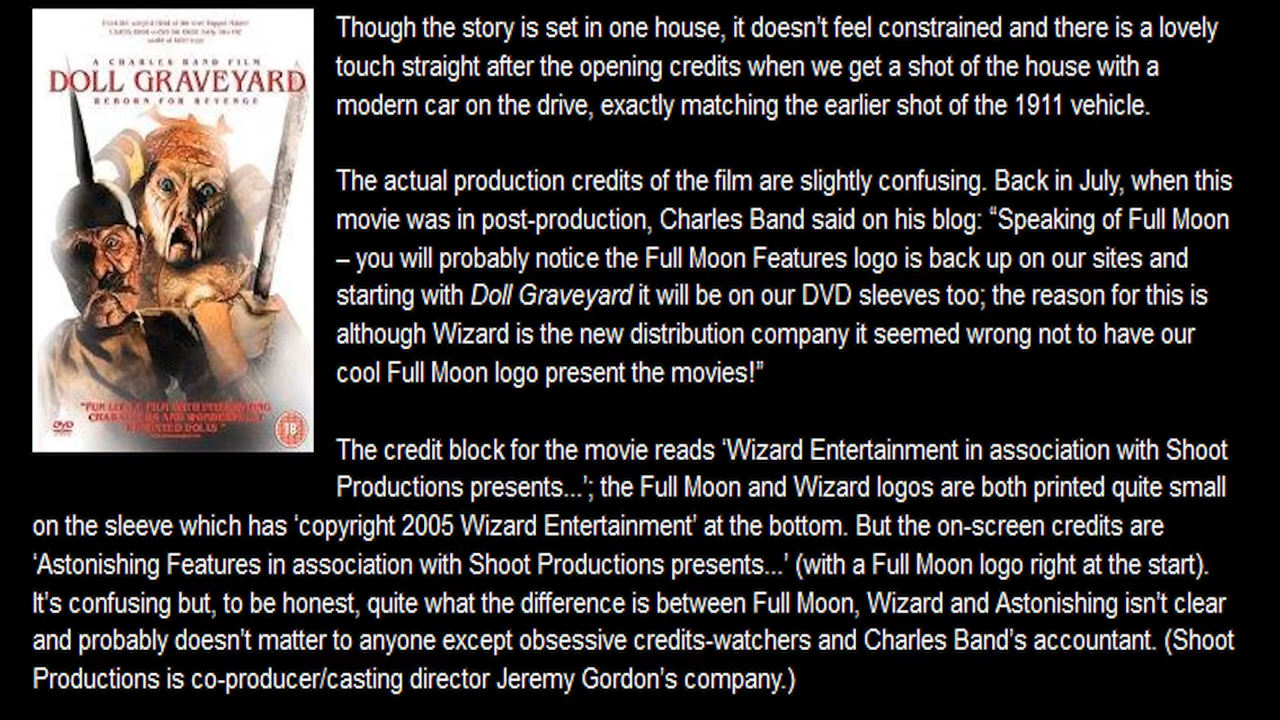 A CHARLES BAND FILM
DOLL GRAVEYARD
REBORN FOR REVENGE
DVD
18
Though the story is set in one house, it doesn't feel constrained and there is a lovely
touch straight after the opening credits when we get a shot of the house with a
modern car on the drive, exactly matching the earlier shot of the 1911 vehicle.
The actual production credits of the film are slightly confusing. Back in July, when this
movie was in post-production, Charles Band said on his blog: “Speaking of Full Moon
– you will probably notice the Full Moon Features logo is back up on our sites and
starting with Doll Graveyard it will be on our DVD sleeves too; the reason for this is
although Wizard is the new distribution company it seemed wrong not to have our
cool Full Moon logo present the movies!”
The credit block for the movie reads ‘Wizard Entertainment in association with Shoot
Productions presents...’; the Full Moon and Wizard logos are both printed quite small
on the sleeve which has ‘copyright 2005 Wizard Entertainment’ at the bottom. But the on-screen credits are
‘Astonishing Features in association with Shoot Productions presents...’ (with a Full Moon logo right at the start).
It’s confusing but, to be honest, quite what the difference is between Full Moon, Wizard and Astonishing isn’t clear
and probably doesn’t matter to anyone except obsessive credits-watchers and Charles Band’s accountant. (Shoot
Productions is co-producer/casting director Jeremy Gordon’s company.)